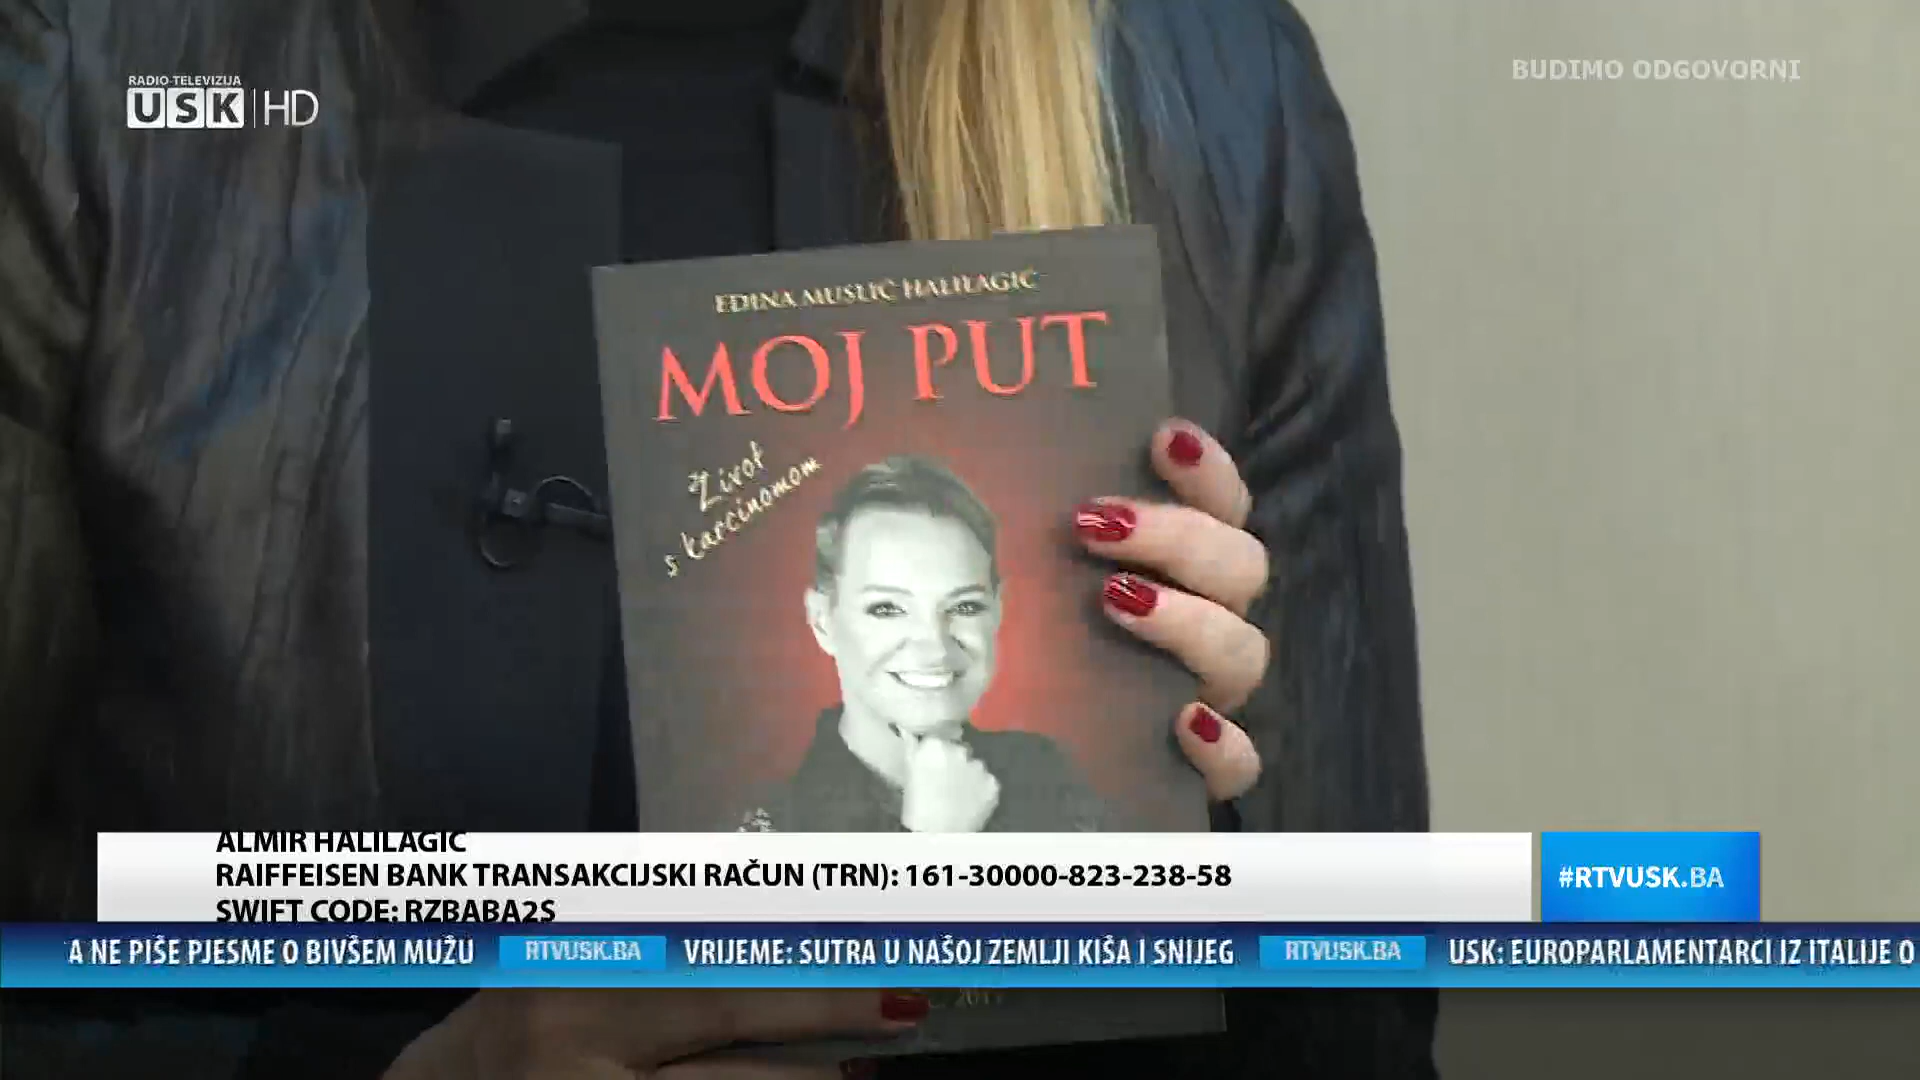 RADIO-TELEVIZIJA
USK HD
BUDIMO ODGOVORNI
EDINA MUSLIĆ HALILAGIĆ
MOJ PUT
Život
s karcinomom
ALMIR HALILAGIĆ
RAIFFEISEN BANK TRANSAKCIJSKI RAČUN (TRN): 161-30000-823-238-58
SWIFT CODE: RZBABA2S
#RTVUSK.BA
A NE PIŠE PJESME O BIVŠEM MUŽU RTVUSK.BA VRIJEME: SUTRA U NAŠOJ ZEMLJI KIŠA I SNIJEG RTVUSK.BA USK: EUROPARLAMENTARCI IZ ITALIJE O